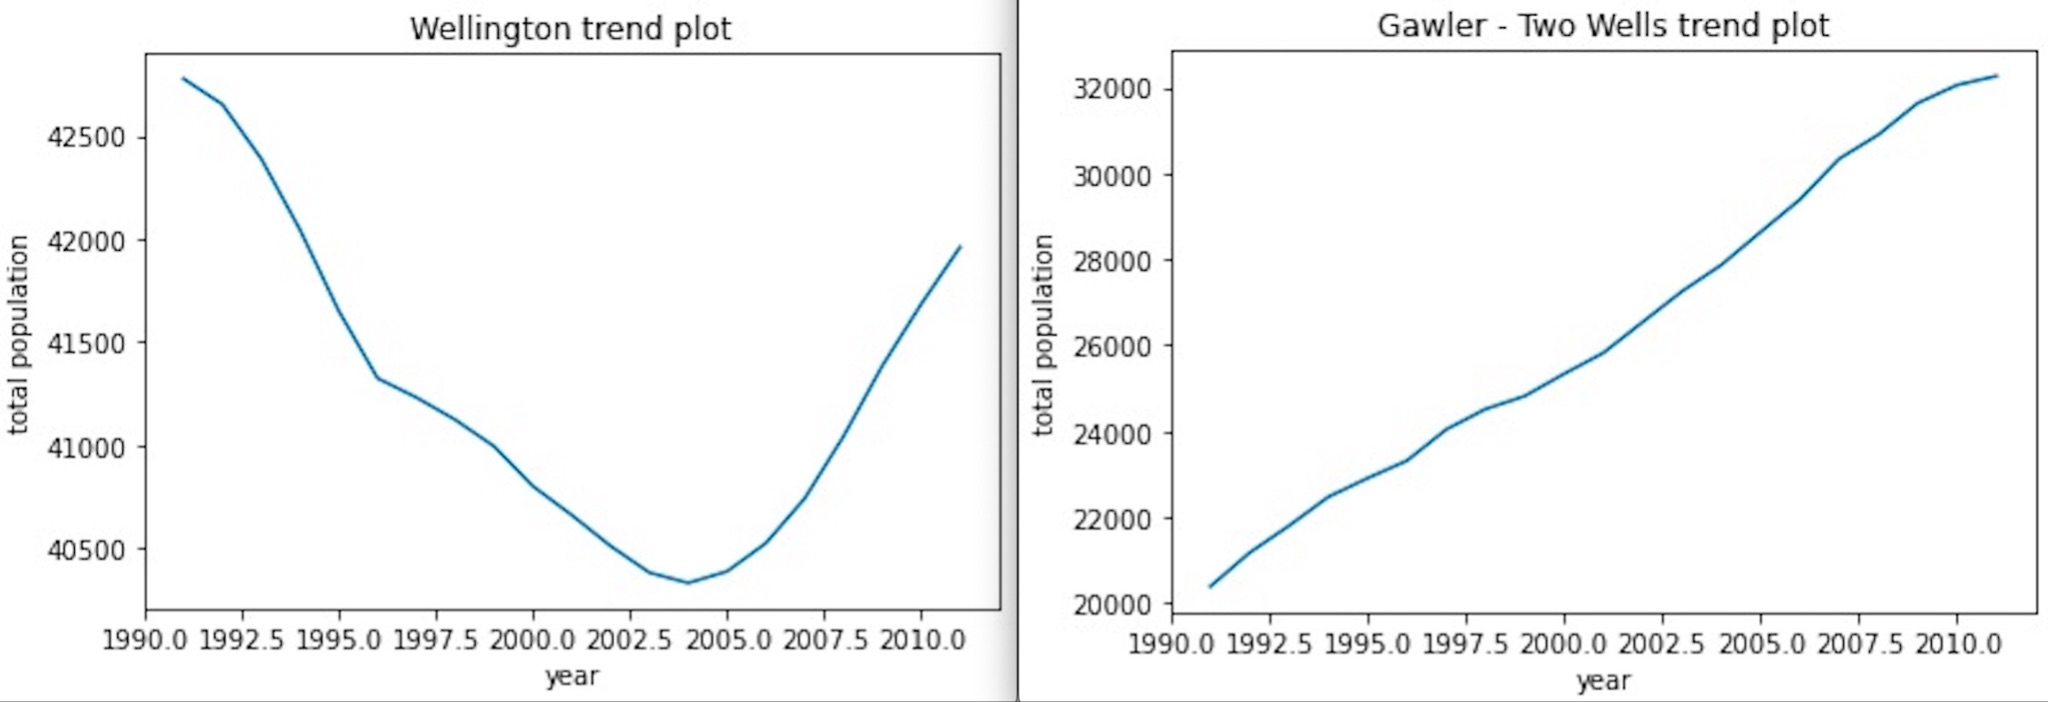 Wellington trend plot
42500
42000
41500
41000
40500
total population
1990.0 1992.5 1995.0 1997.5 2000.0 2002.5 2005.0 2007.5 2010.0
year
Gawler - Two Wells trend plot
32000
30000
28000
26000
24000
22000
20000
total population
1990.0 1992.5 1995.0 1997.5 2000.0 2002.5 2005.0 2007.5 2010.0
year